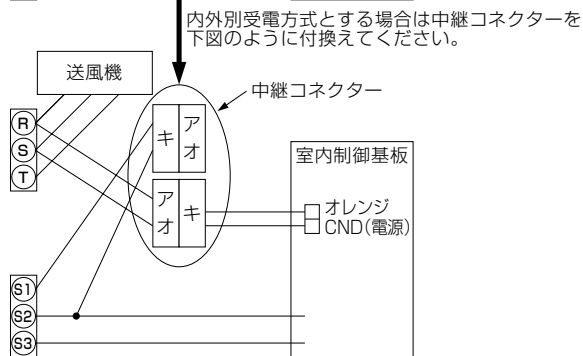 内外別受電方式とする場合は中継コネクターを
下図のように付換えてください。
送風機
中継コネクター
R
S
T
キ
アオ
アオ
キ
室内制御基板
オレンジ
CND(電源)
S1
S2
S3